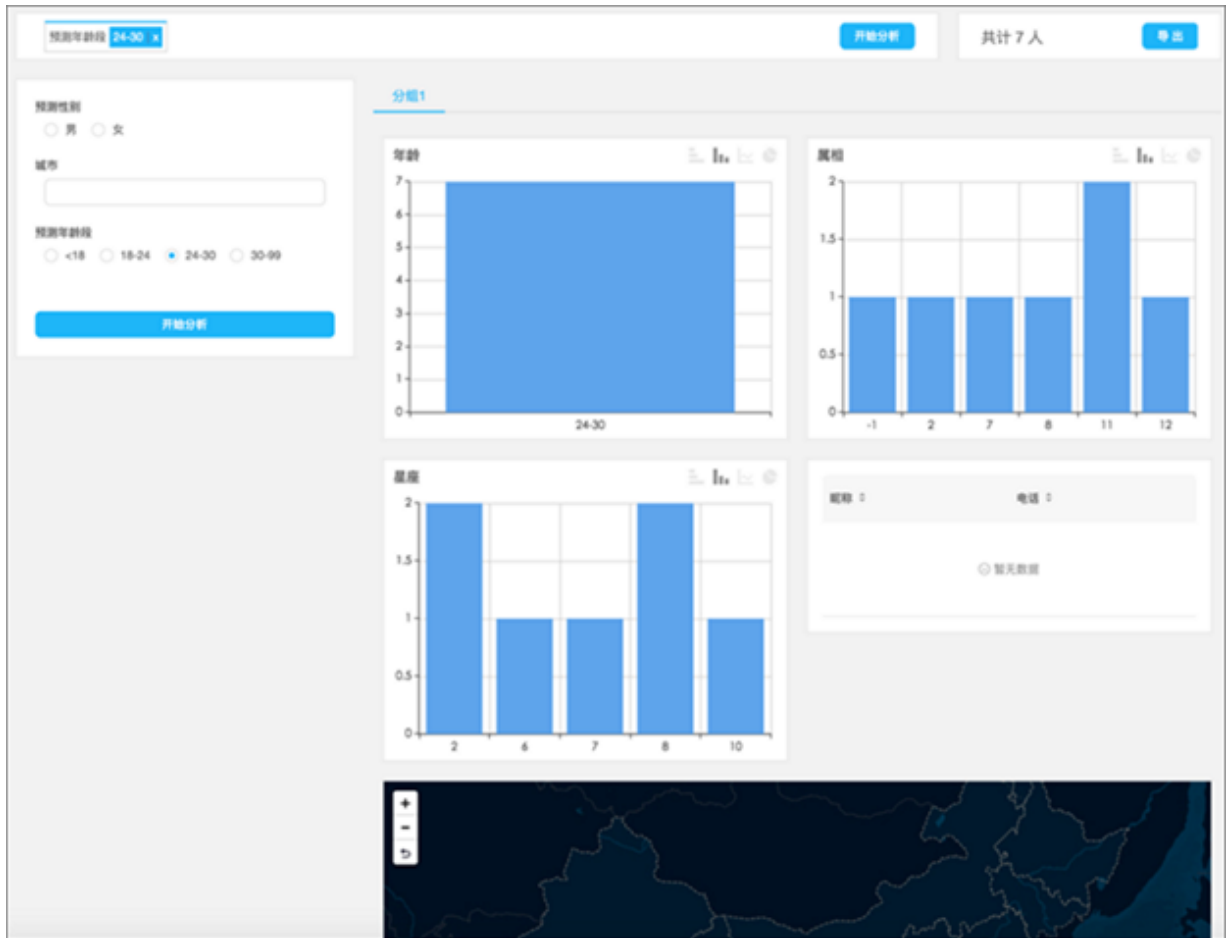 预测年龄段 24-30 x
开始分析
共计 7 人
导出
预测性别
男 女
城市
预测年龄段
<18 18-24 24-30 30-99
开始分析
分组1
年龄
7
6
5
4
3
2
1
0
24-30
属相
2
1.5
1
0.5
0
-1 2 7 8 11 12
星座
2
1.5
1
0.5
0
2 6 7 8 10
昵称 电话
暂无数据
+
-